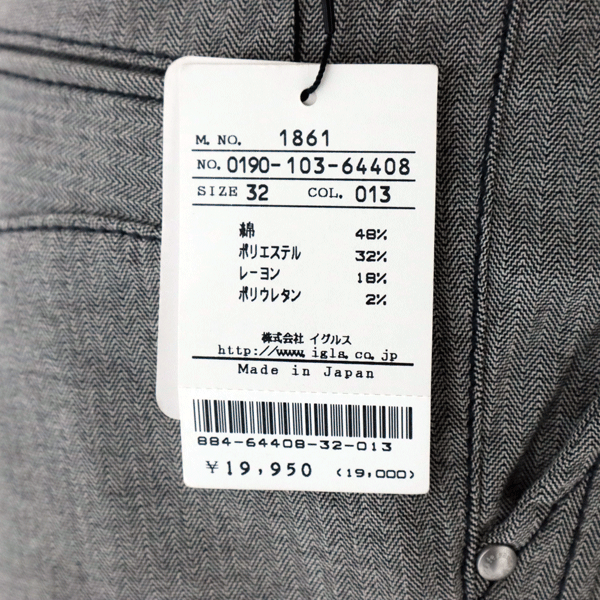 M. NO. 1861
NO. 0190-103-64408
SIZE 32 COL. 013
綿 48%
ポリエステル 32%
レーヨン 18%
ポリウレタン 2%
株式会社 イグルス
http://www.igla.co.jp
Made in Japan
884-64408-32-013
¥19,950 (19,000)